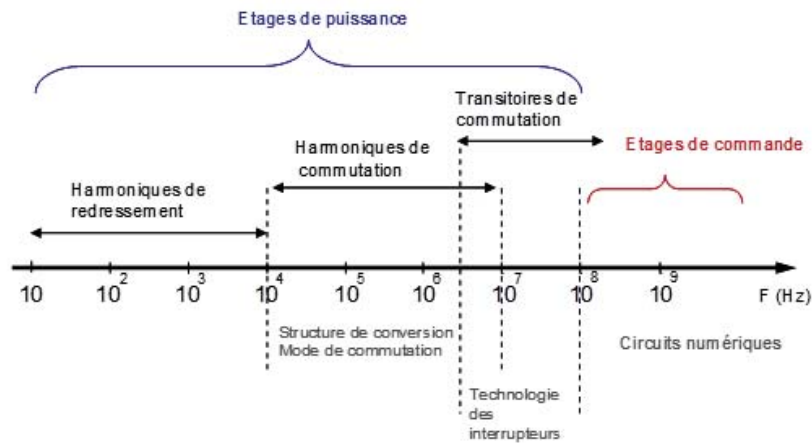 Etages de puissance
Transitoires de
commutation
Harmoniques de
commutation
Etages de commande
Harmoniques de
redressement
10 10² 10³ 10⁴ 10⁵ 10⁶ 10⁷ 10⁸ 10⁹ F (Hz)
Structure de conversion
Mode de commutation
Circuits numériques
Technologie
des
interrupteurs